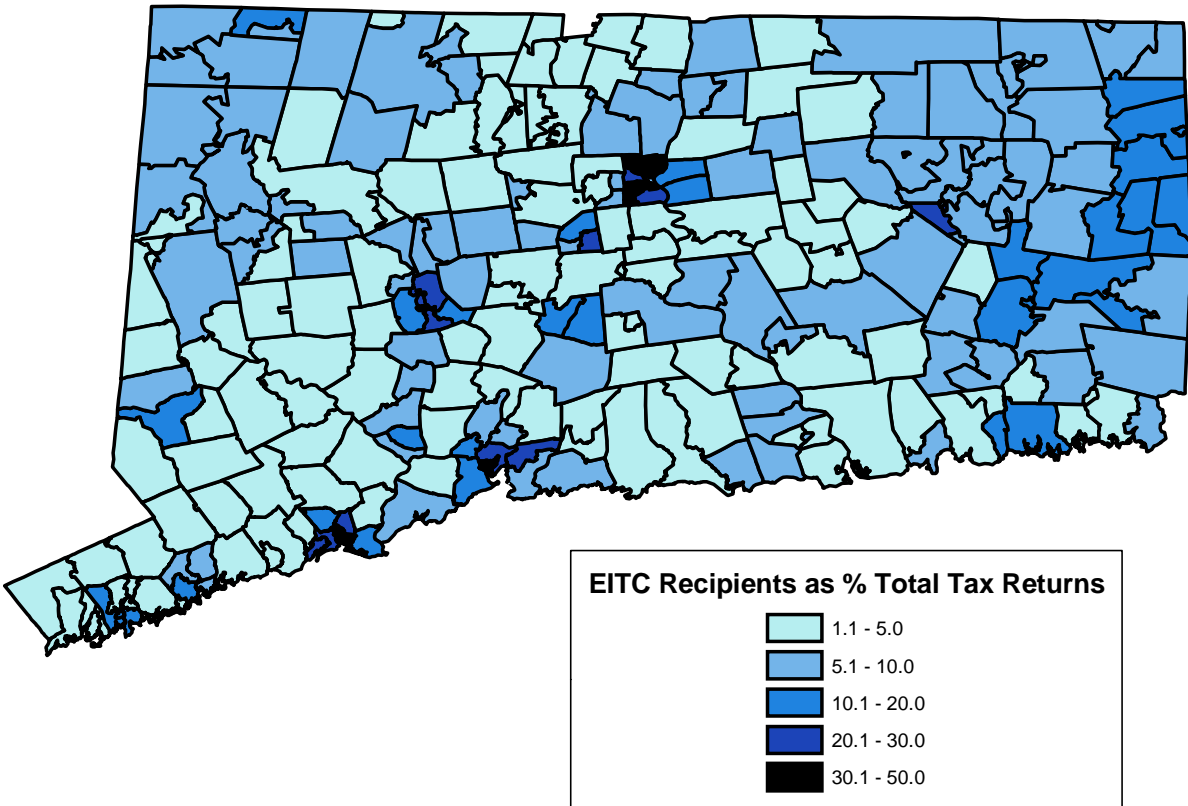 EITC Recipients as % Total Tax Returns
1.1 - 5.0
5.1 - 10.0
10.1 - 20.0
20.1 - 30.0
30.1 - 50.0